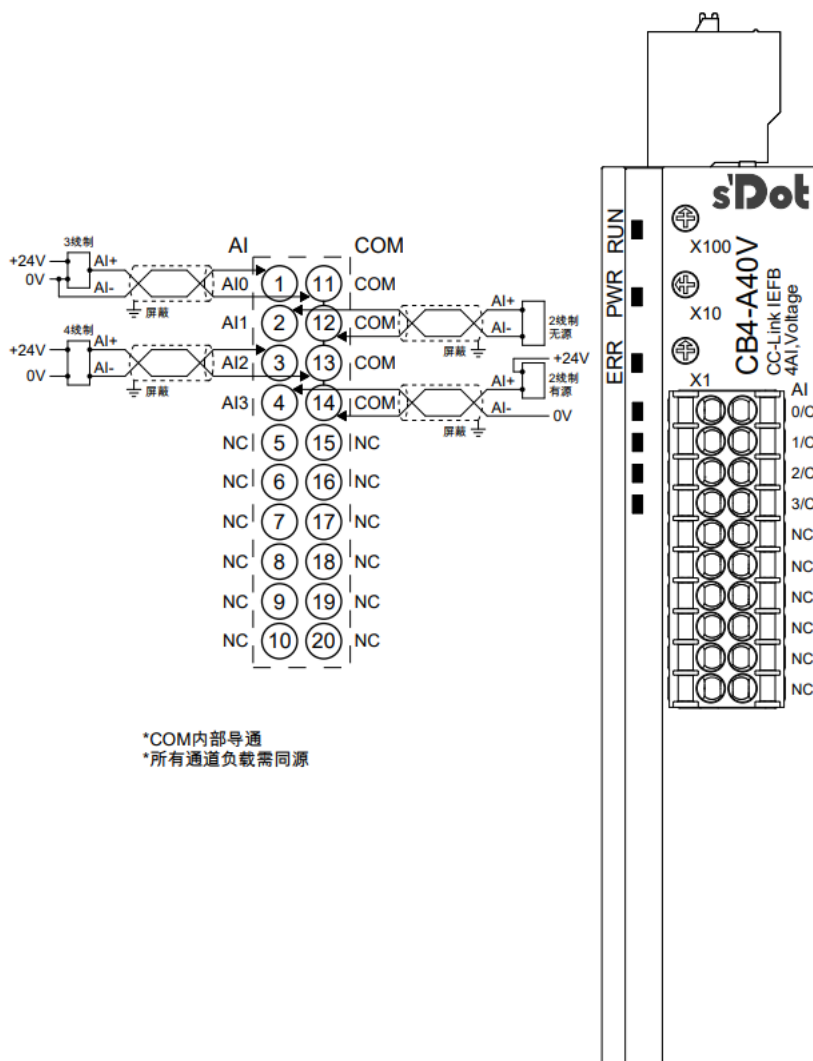 s'Dot
RUN
PWR
ERR
X100
X10
X1
CB4-A40V
CC-Link IEFB
4AI,Voltage
AI
0/C
1/C
2/C
3/C
NC
NC
NC
NC
NC
NC
AI
COM
3线制
+24V
0V
AI+
AI-
屏蔽
AI0
1
11
COM
AI1
2
12
COM
AI+
AI-
屏蔽
2线制
无源
4线制
+24V
0V
AI+
AI-
屏蔽
AI2
3
13
COM
AI3
4
14
COM
+24V
AI+
AI-
0V
屏蔽
2线制
有源
NC 5 15 NC
NC 6 16 NC
NC 7 17 NC
NC 8 18 NC
NC 9 19 NC
NC 10 20 NC
*COM内部导通
*所有通道负载需同源